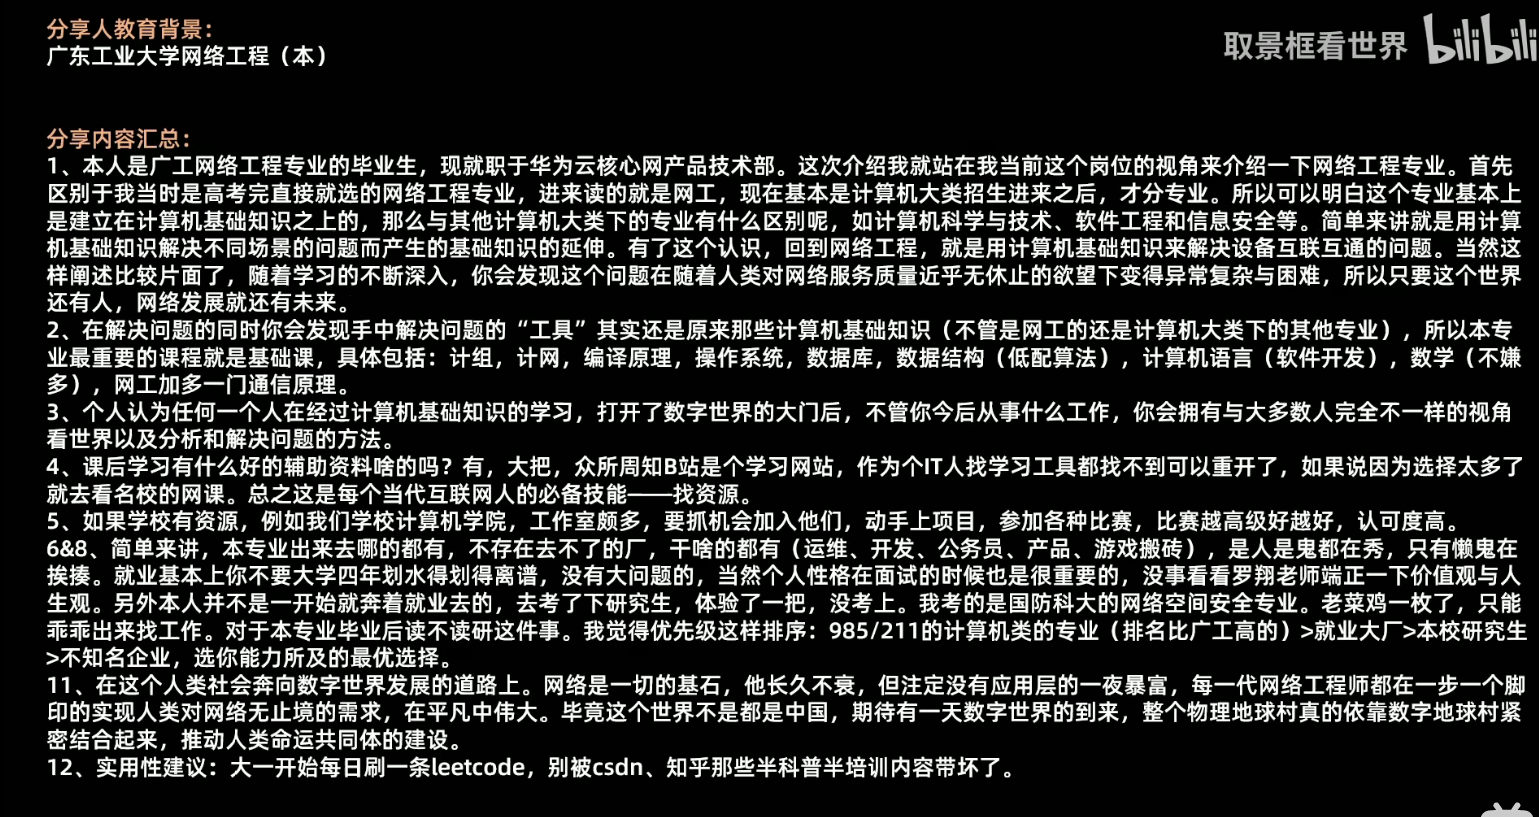 分享人教育背景：
广东工业大学网络工程（本）
取景框看世界 bilibili
分享内容汇总：
1、本人是广工网络工程专业的毕业生，现就职于华为云核心网产品技术部。这次介绍我就站在我当前这个岗位的视角来介绍一下网络工程专业。首先
区别于我当时是高考完直接就选的网络工程专业，进来读的就是网工，现在基本是计算机大类招生进来之后，才分专业。所以可以明白这个专业基本上
是建立在计算机基础知识之上的，那么与其他计算机大类下的专业有什么区别呢，如计算机科学与技术、软件工程和信息安全等。简单来讲就是用计算
机基础知识解决不同场景的问题而产生的基础知识的延伸。有了这个认识，回到网络工程，就是用计算机基础知识来解决设备互联互通的问题。当然这
样阐述比较片面了，随着学习的不断深入，你会发现这个问题在随着人类对网络服务质量近乎无休止的欲望下变得异常复杂与困难，所以只要这个世界
还有人，网络发展就还有未来。
2、在解决问题的同时你会发现手中解决问题的“工具”其实还是原来那些计算机基础知识（不管是网工的还是计算机大类下的其他专业），所以本专
业最重要的课程就是基础课，具体包括：计组，计网，编译原理，操作系统，数据库，数据结构（低配算法），计算机语言（软件开发），数学（不嫌
多），网工加多一门通信原理。
3、个人认为任何一个人在经过计算机基础知识的学习，打开了数字世界的大门后，不管你今后从事什么工作，你会拥有与大多数人完全不一样的视角
看世界以及分析和解决问题的方法。
4、课后学习有什么好的辅助资料啥的吗？有，大把，众所周知B站是个学习网站，作为个IT人找学习工具都找不到可以重开了，如果说因为选择太多了
就去看名校的网课。总之这是每个当代互联网人的必备技能——找资源。
5、如果学校有资源，例如我们学校计算机学院，工作室颇多，要抓机会加入他们，动手上项目，参加各种比赛，比赛越高级好越好，认可度高。
6&8、简单来讲，本专业出来去哪的都有，不存在去不了的厂，干啥的都有（运维、开发、公务员、产品、游戏搬砖），是人是鬼都在秀，只有懒鬼在
挨揍。就业基本上你不要大学四年划水得划得离谱，没有大问题的，当然个人性格在面试的时候也是很重要的，没事看看罗翔老师端正一下价值观与人
生观。另外本人并不是一开始就奔着就业去的，去考了下研究生，体验了一把，没考上。我考的是国防科大的网络空间安全专业。老菜鸡一枚了，只能
乖乖出来找工作。对于本专业毕业后读不读研这件事。我觉得优先级这样排序：985/211的计算机类的专业（排名比广工高的）>就业大厂>本校研究生
>不知名企业，选你能力所及的最优选择。
11、在这个人类社会奔向数字世界发展的道路上。网络是一切的基石，他长久不衰，但注定没有应用层的一夜暴富，每一代网络工程师都在一步一个脚
印的实现人类对网络无止境的需求，在平凡中伟大。毕竟这个世界不是都是中国，期待有一天数字世界的到来，整个物理地球村真的依靠数字地球村紧
密结合起来，推动人类命运共同体的建设。
12、实用性建议：大一开始每日刷一条leetcode，别被csdn、知乎那些半科普半培训内容带坏了。